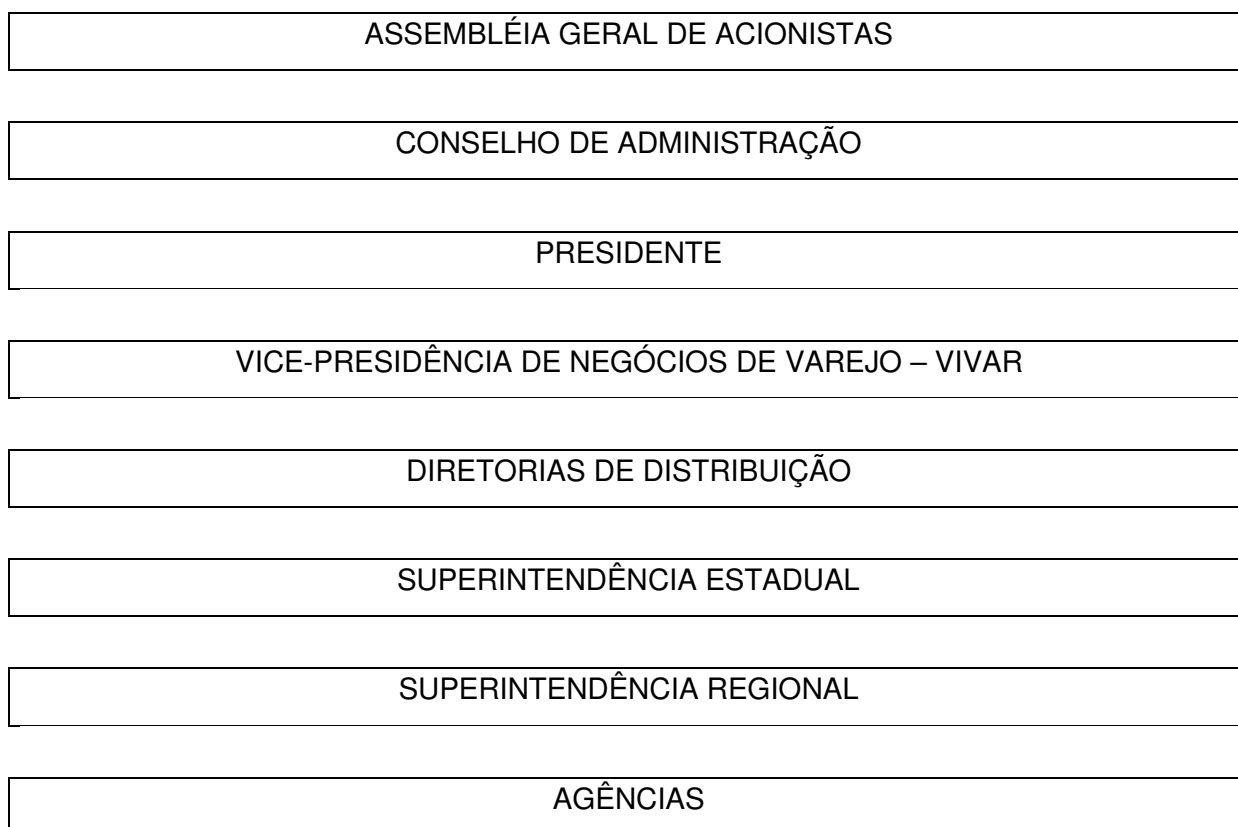 ASSEMBLÉIA GERAL DE ACIONISTAS
CONSELHO DE ADMINISTRAÇÃO
PRESIDENTE
VICE-PRESIDÊNCIA DE NEGÓCIOS DE VAREJO – VIVAR
DIRETORIAS DE DISTRIBUIÇÃO
SUPERINTENDÊNCIA ESTADUAL
SUPERINTENDÊNCIA REGIONAL
AGÊNCIAS